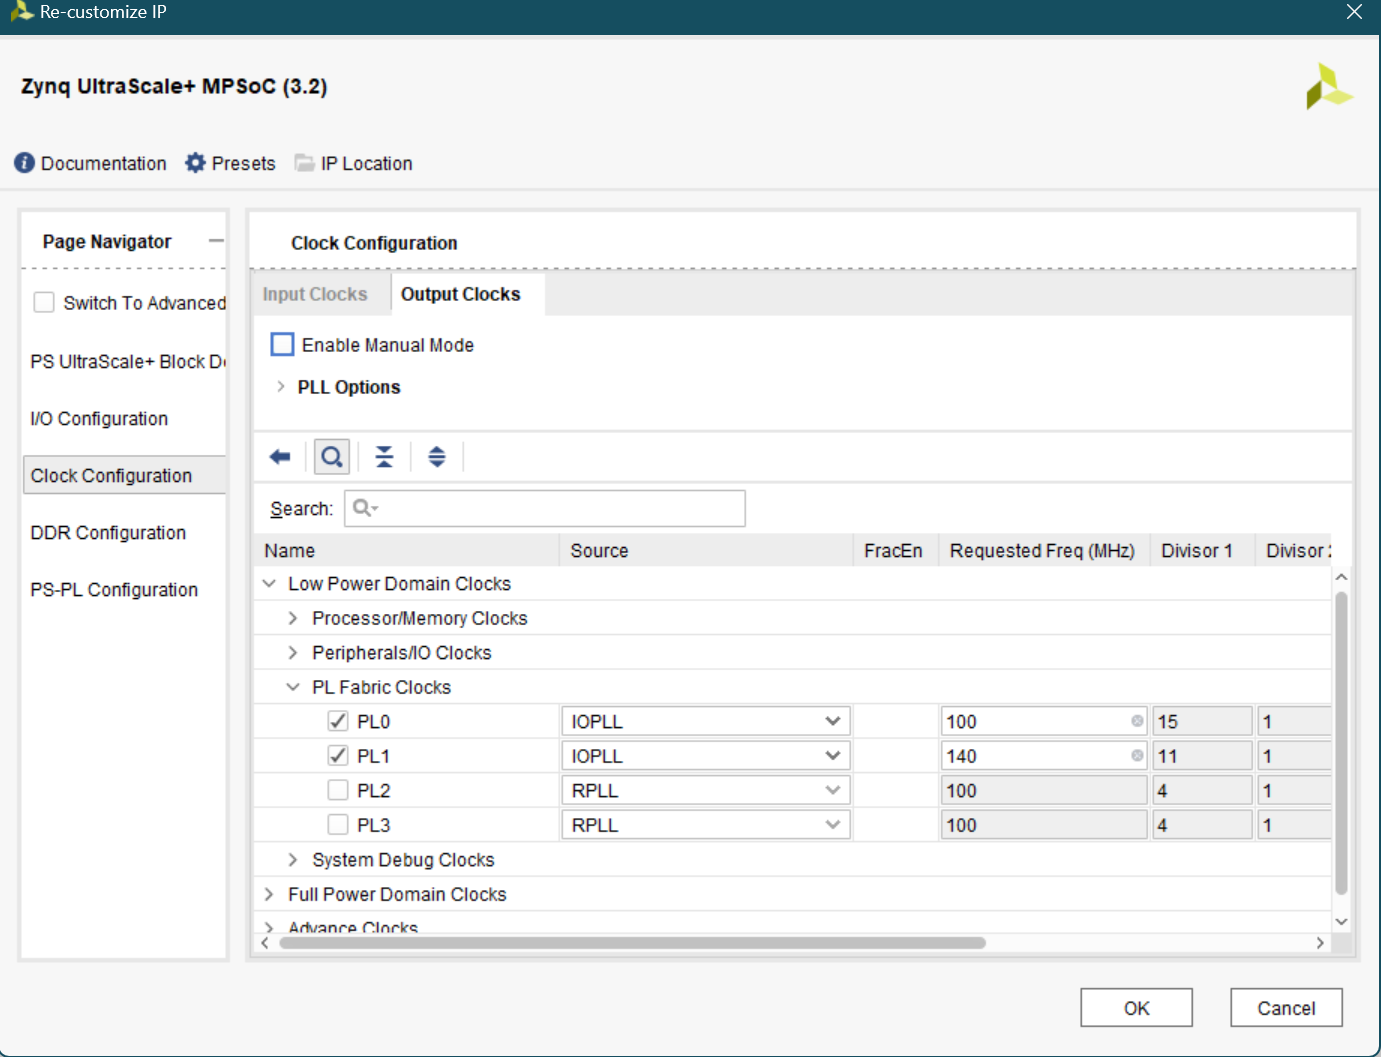 Re-customize IP
Zynq UltraScale+ MPSoC (3.2)
Documentation Presets IP Location
Page Navigator
Switch To Advanced
PS UltraScale+ Block De
I/O Configuration
Clock Configuration
DDR Configuration
PS-PL Configuration
Clock Configuration
Input Clocks Output Clocks
Enable Manual Mode
PLL Options
Search:
Name Source FracEn Requested Freq (MHz) Divisor 1 Divisor 2
Low Power Domain Clocks
Processor/Memory Clocks
Peripherals/IO Clocks
PL Fabric Clocks
PL0 IOPLL 100 15 1
PL1 IOPLL 140 11 1
PL2 RPLL 100 4 1
PL3 RPLL 100 4 1
System Debug Clocks
Full Power Domain Clocks
Advance Clocks
OK Cancel